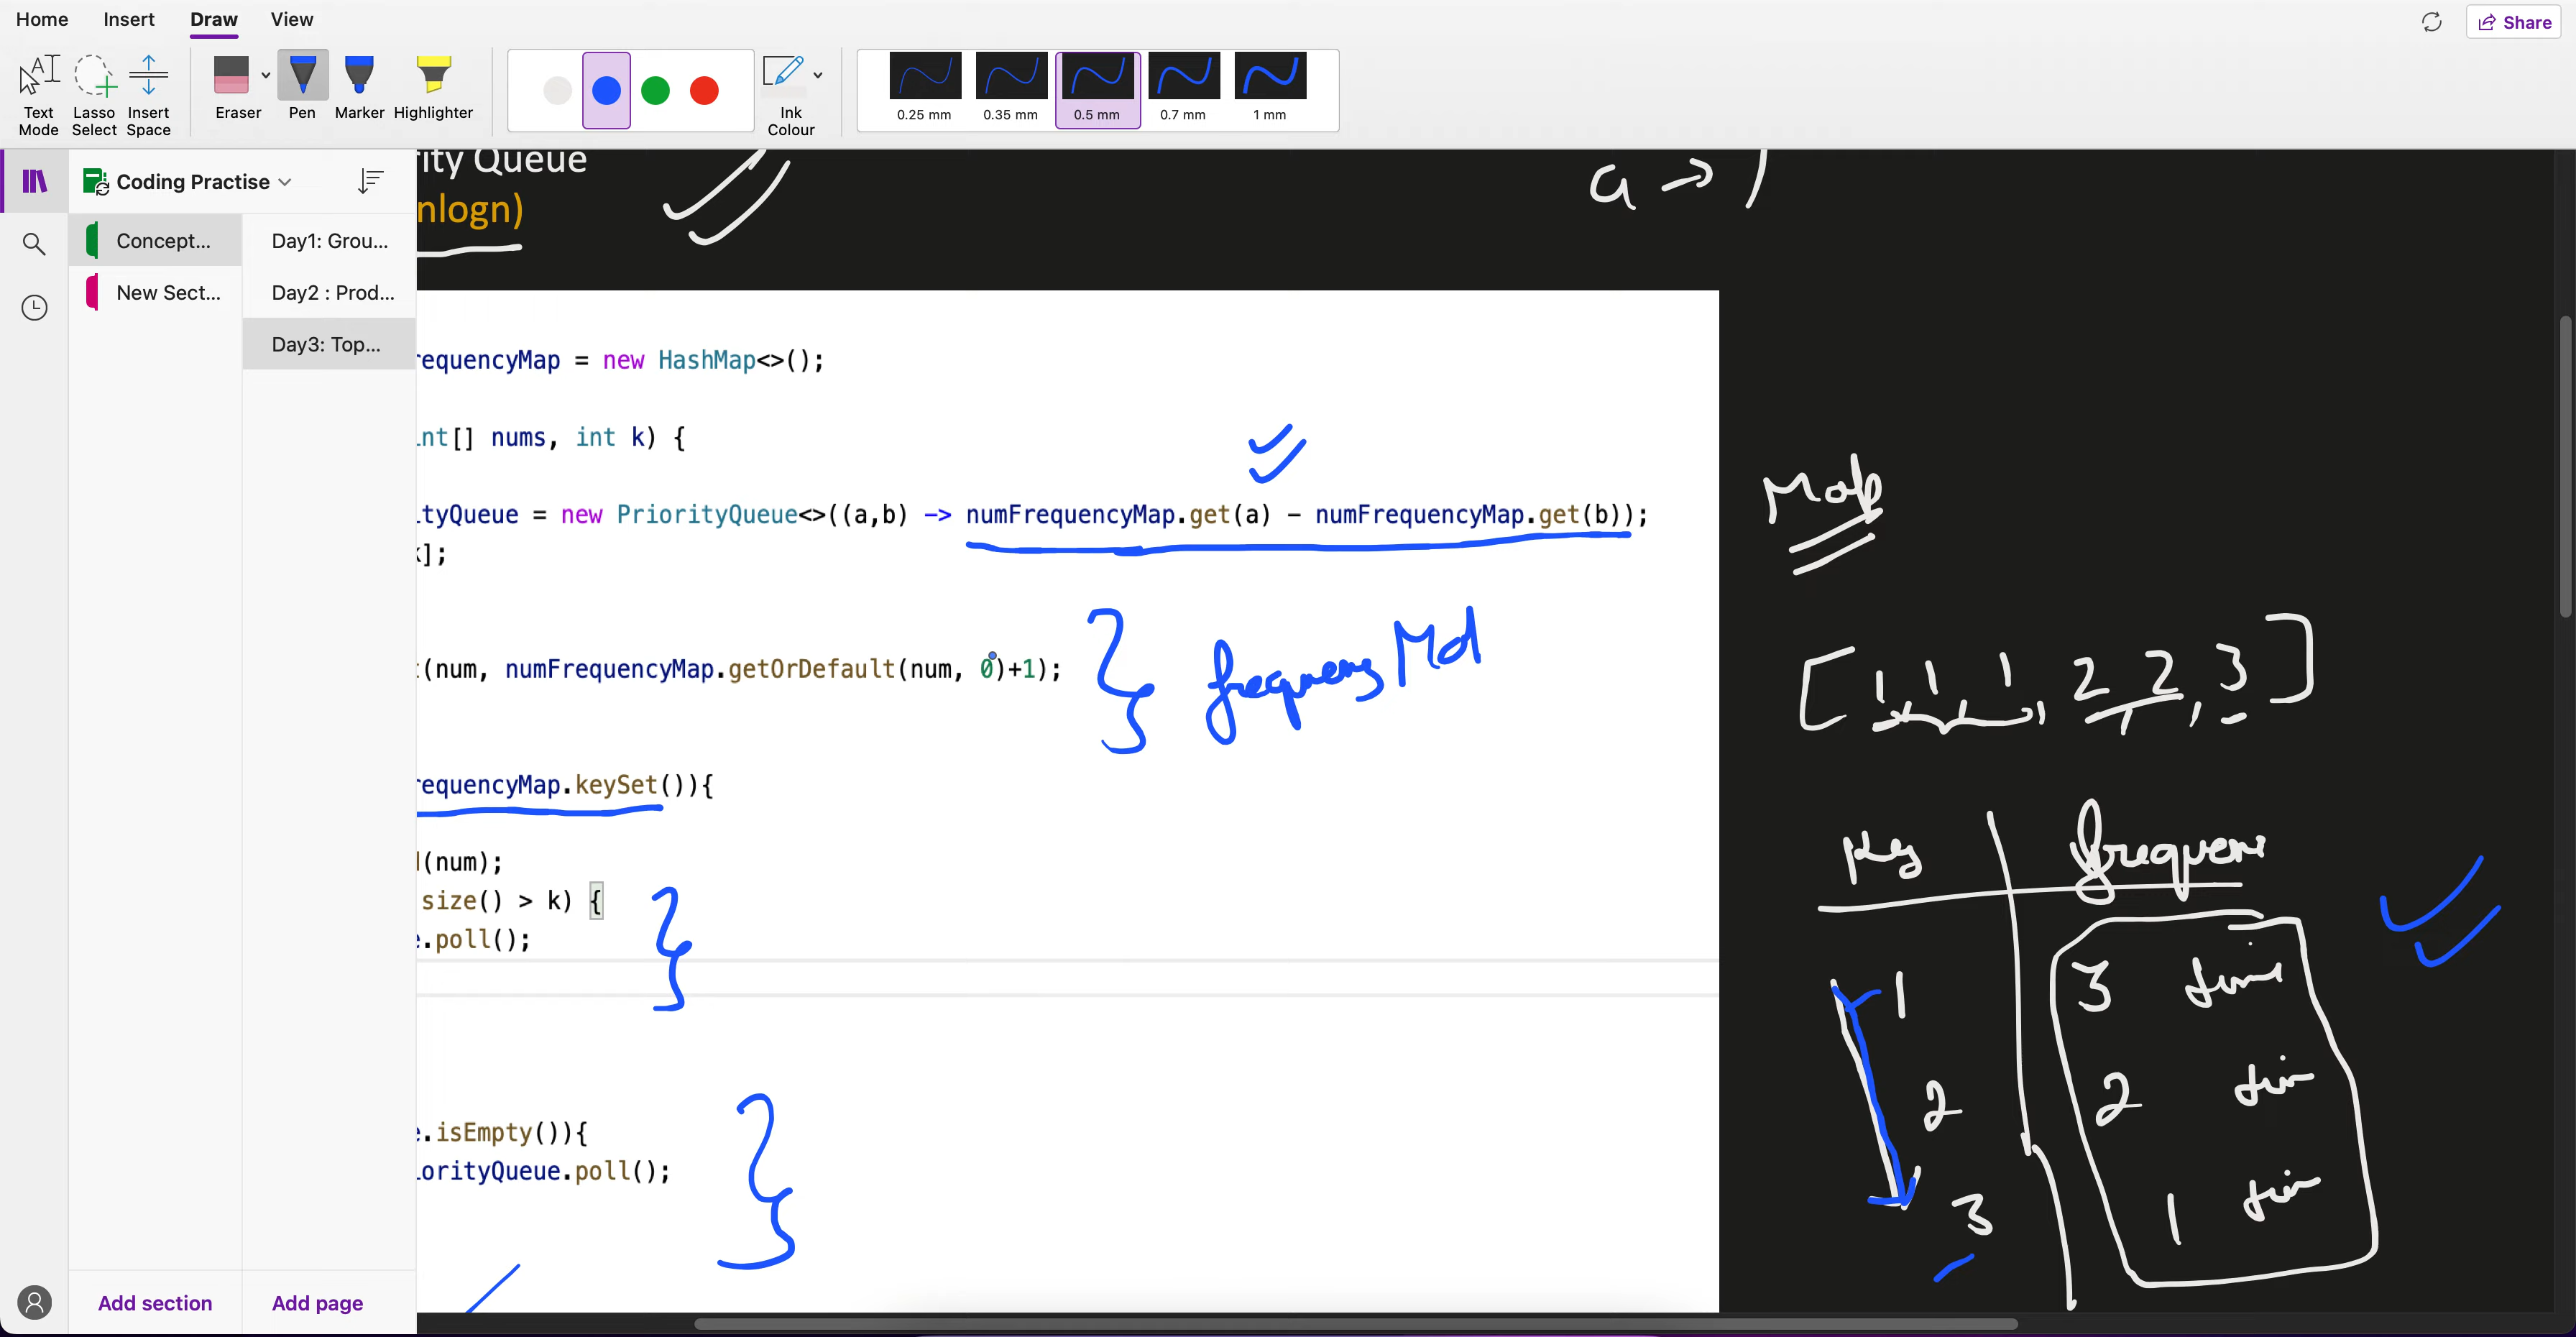 Home Insert Draw View
Share
Text Mode
Lasso Select
Insert Space
Eraser
Pen
Marker
Highlighter
Ink Colour
0.25 mm
0.35 mm
0.5 mm
0.7 mm
1 mm
Coding Practise
Concept...
New Sect...
Day1: Grou...
Day2 : Prod...
Day3: Top...
Add section
Add page
ity Queue
nlogn)
a →
equencyMap = new HashMap<>();
nt[] nums, int k) {
tyQueue = new PriorityQueue<>((a,b) -> numFrequencyMap.get(a) - numFrequencyMap.get(b));
];
(num, numFrequencyMap.getOrDefault(num, 0)+1);
equencyMap.keySet()){
(num);
size() > k) {
.poll();
.isEmpty()){
orityQueue.poll();
Map
[1 1 1, 2 2, 3]
Key
1 3
2 2
3 1